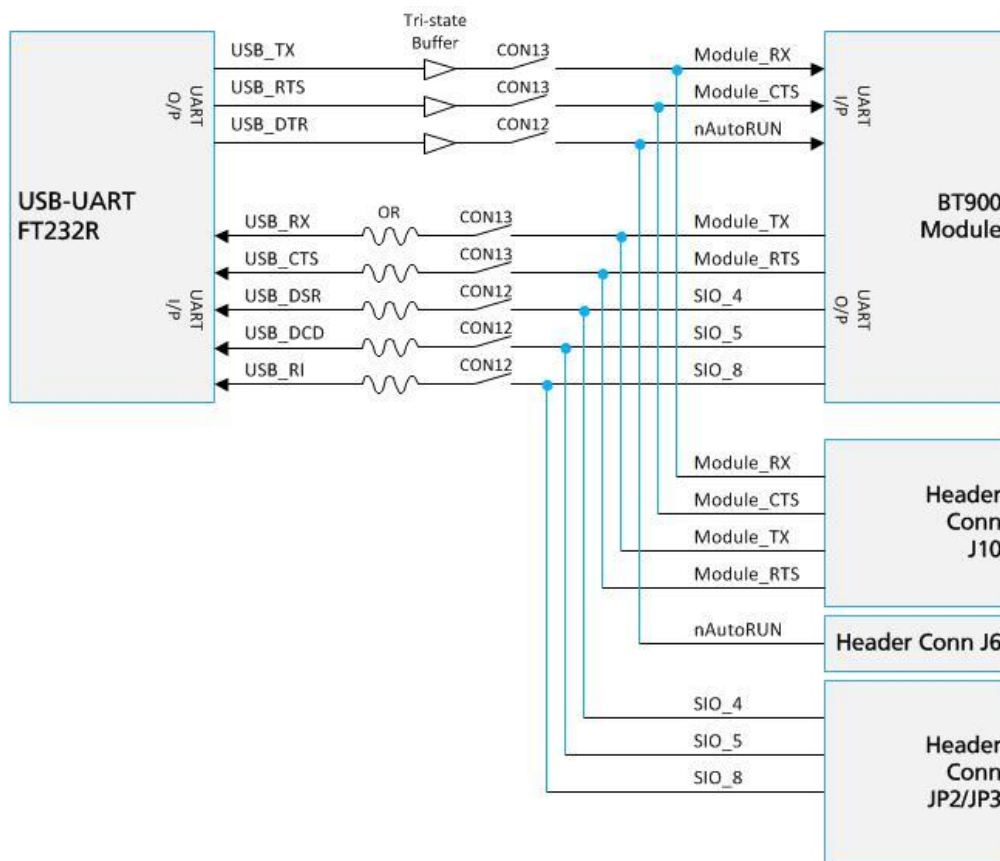 Tri-state
Buffer
USB_TX
CON13
Module_RX
USB_RTS
CON13
Module_CTS
USB_DTR
CON12
nAutoRUN
UART
O/P
UART
I/P
USB-UART
FT232R
BT900
Module
USB_RX
0R
CON13
Module_TX
USB_CTS
CON13
Module_RTS
USB_DSR
CON12
SIO_4
USB_DCD
CON12
SIO_5
USB_RI
CON12
SIO_8
UART
I/P
UART
O/P
Module_RX
Module_CTS
Module_TX
Module_RTS
Header
Conn
J10
nAutoRUN
Header Conn J6
SIO_4
SIO_5
SIO_8
Header
Conn
JP2/JP3